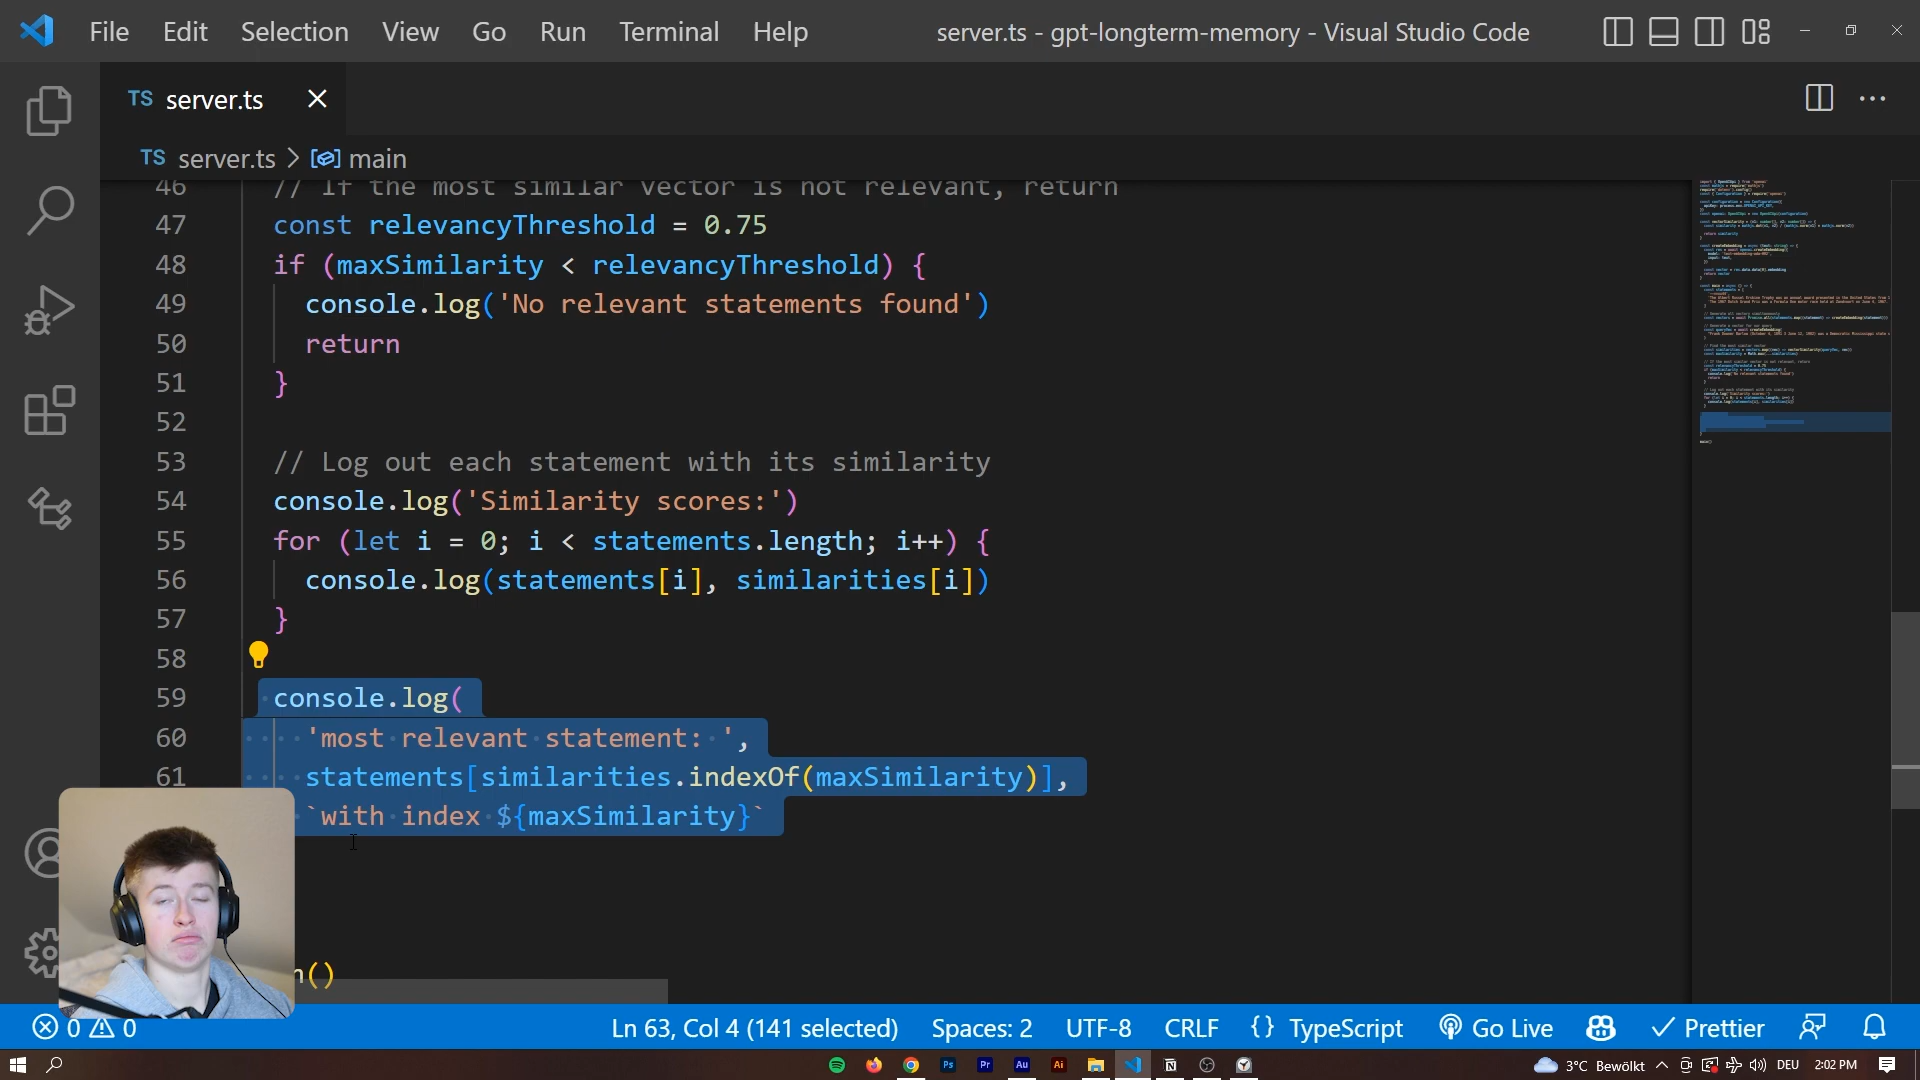 File Edit Selection View Go Run Terminal Help server.ts - gpt-longterm-memory - Visual Studio Code
TS server.ts
TS server.ts > main
46 // If the most similar vector is not relevant, return
47 const relevancyThreshold = 0.75
48 if (maxSimilarity < relevancyThreshold) {
49 console.log('No relevant statements found')
50 return
51 }
52
53 // Log out each statement with its similarity
54 console.log('Similarity scores:')
55 for (let i = 0; i < statements.length; i++) {
56 console.log(statements[i], similarities[i])
57 }
58
59 console.log(
60 'most relevant statement: ',
61 statements[similarities.indexOf(maxSimilarity)],
`with index ${maxSimilarity}`
n()
0 0 Ln 63, Col 4 (141 selected) Spaces: 2 UTF-8 CRLF {} TypeScript Go Live Prettier
Ps Pr Au Ai 3°C Bewölkt DEU 2:02 PM